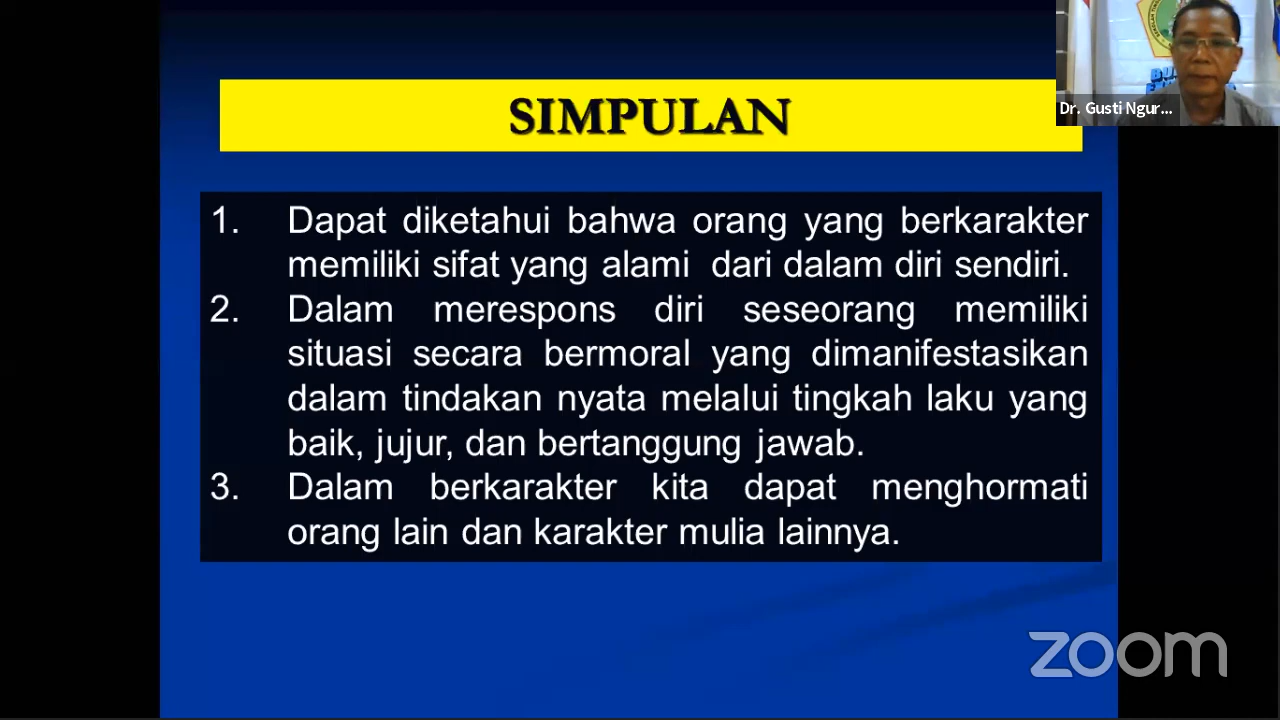 SIMPULAN
Dr. Gusti Ngur...
1. Dapat diketahui bahwa orang yang berkarakter
memiliki sifat yang alami dari dalam diri sendiri.
2. Dalam merespons diri seseorang memiliki
situasi secara bermoral yang dimanifestasikan
dalam tindakan nyata melalui tingkah laku yang
baik, jujur, dan bertanggung jawab.
3. Dalam berkarakter kita dapat menghormati
orang lain dan karakter mulia lainnya.
zoom